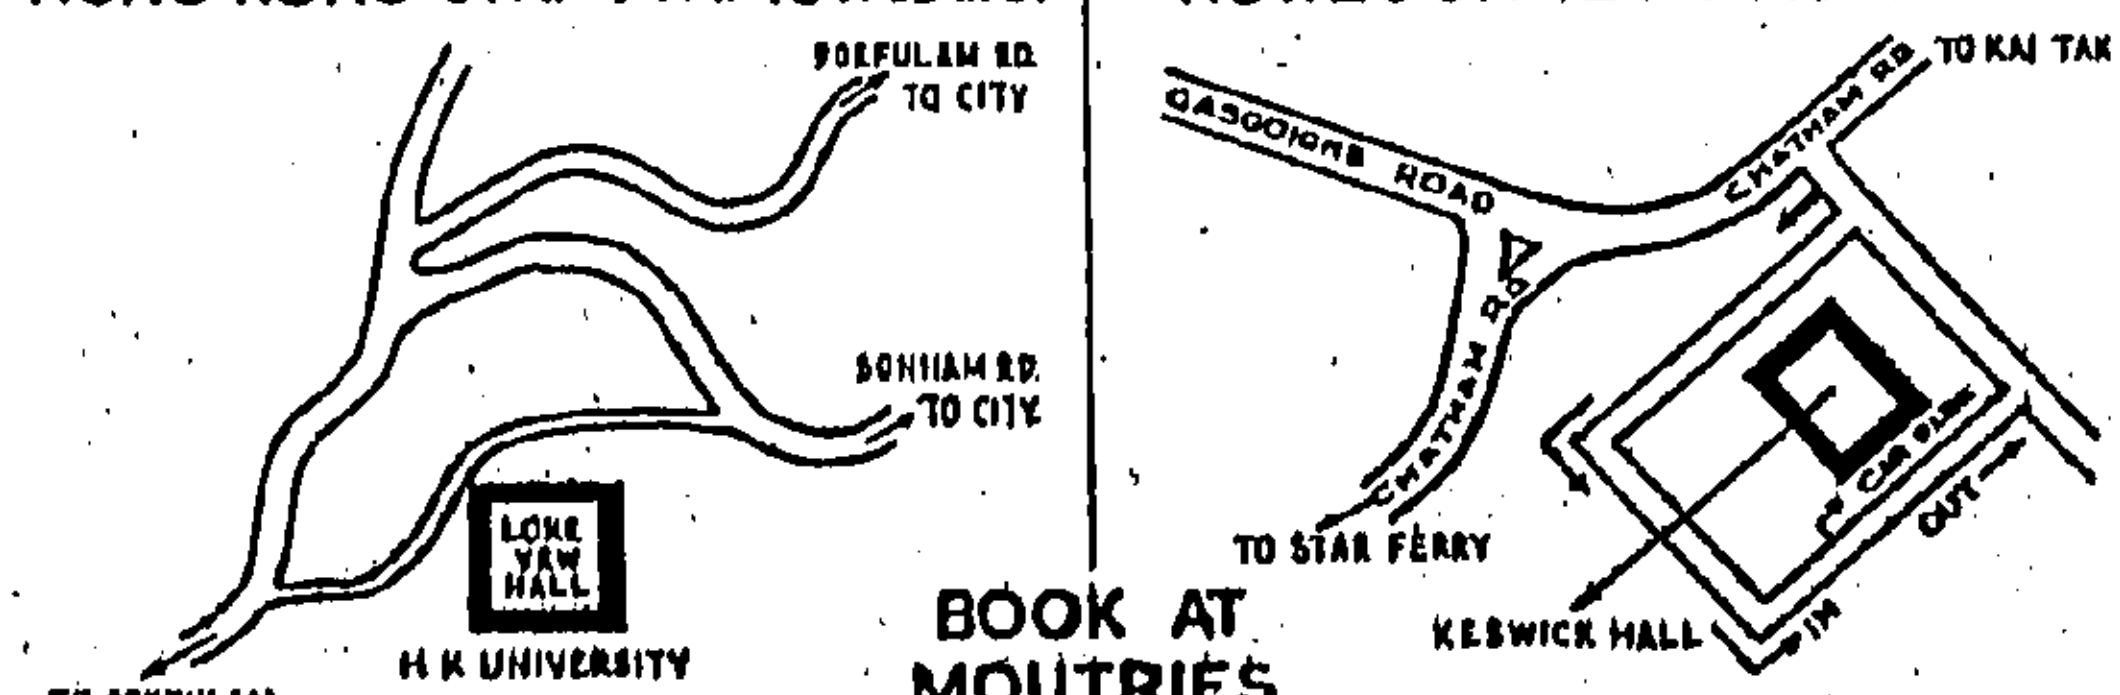 POKFULAM RD.
TO CITY
BONHAM RD.
TO CITY
LOKE
YEW
HALL
H K UNIVERSITY
GASCOIGNE ROAD
CHATHAM RD
TO KAI TAK
CHATHAM RD
TO STAR FERRY
CAR PARK
OUT
IN
KESWICK HALL
BOOK AT
MOUTRIES